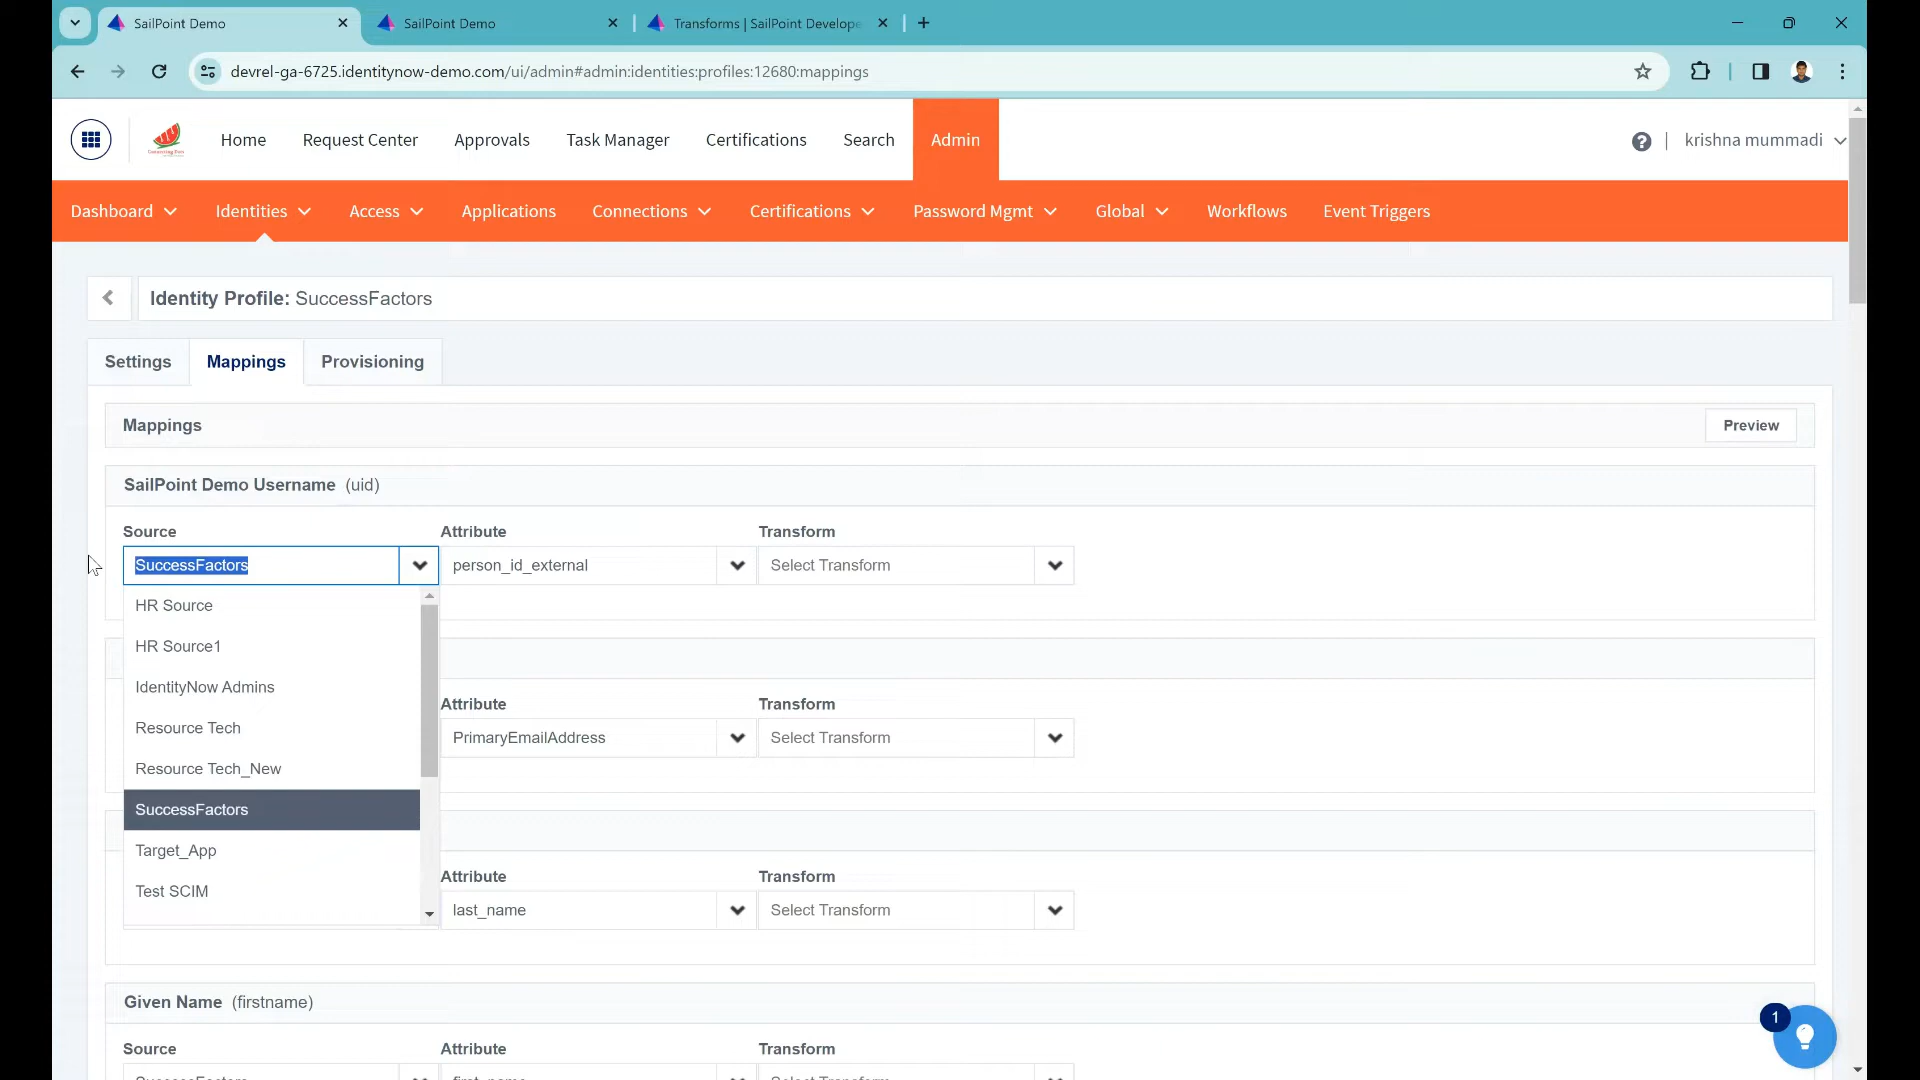 SailPoint Demo
SailPoint Demo
Transforms | SailPoint Develope
devrel-ga-6725.identitynow-demo.com/ui/admin#admin:identities:profiles:12680:mappings
Home Request Center Approvals Task Manager Certifications Search Admin
krishna mummadi
Dashboard Identities Access Applications Connections Certifications Password Mgmt Global Workflows Event Triggers
Identity Profile: SuccessFactors
Settings Mappings Provisioning
Mappings
Preview
SailPoint Demo Username (uid)
Source Attribute Transform
SuccessFactors person_id_external Select Transform
HR Source
HR Source1
IdentityNow Admins
Resource Tech
Resource Tech_New
SuccessFactors
Target_App
Test SCIM
Attribute Transform
PrimaryEmailAddress Select Transform
Attribute Transform
last_name Select Transform
Given Name (firstname)
1
Source Attribute Transform
SuccessFactors first_name Select Transform